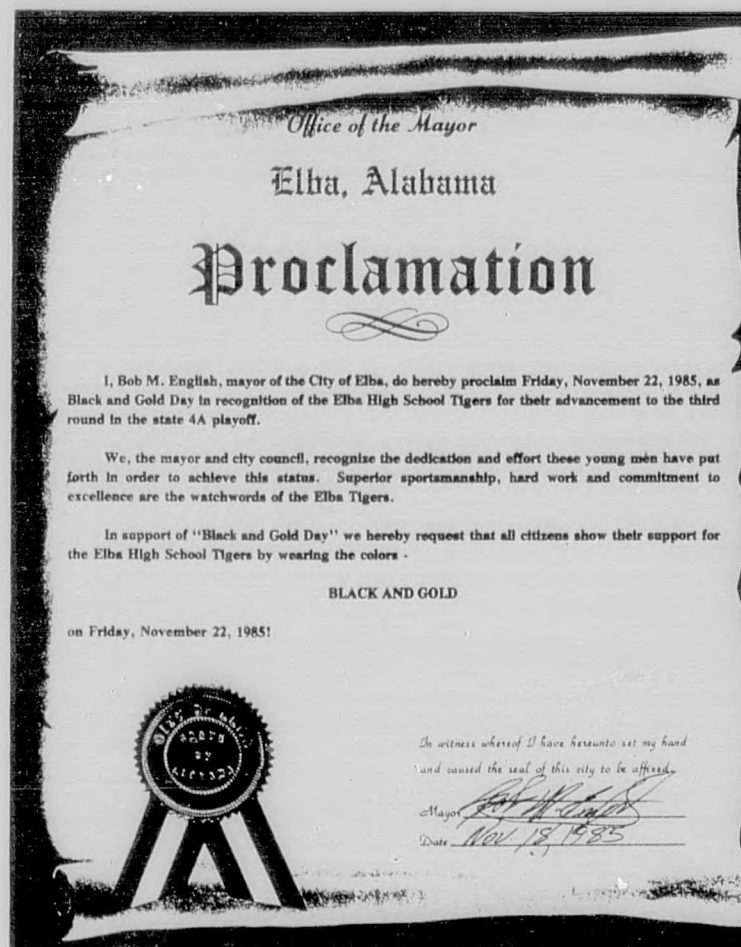 Office of the Mayor
Elba, Alabama
Proclamation
I, Bob M. English, mayor of the City of Elba, do hereby proclaim Friday, November 22, 1985, as
Black and Gold Day in recognition of the Elba High School Tigers for their advancement to the third
round in the state 4A playoff.
We, the mayor and city council, recognize the dedication and effort these young men have put
forth in order to achieve this status. Superior sportsmanship, hard work and commitment to
excellence are the watchwords of the Elba Tigers.
In support of "Black and Gold Day" we hereby request that all citizens show their support for
the Elba High School Tigers by wearing the colors -
BLACK AND GOLD
on Friday, November 22, 1985!
In witness whereof I have hereunto set my hand
and caused the seal of this city to be affixed
Mayor
Date Nov. 18, 1985